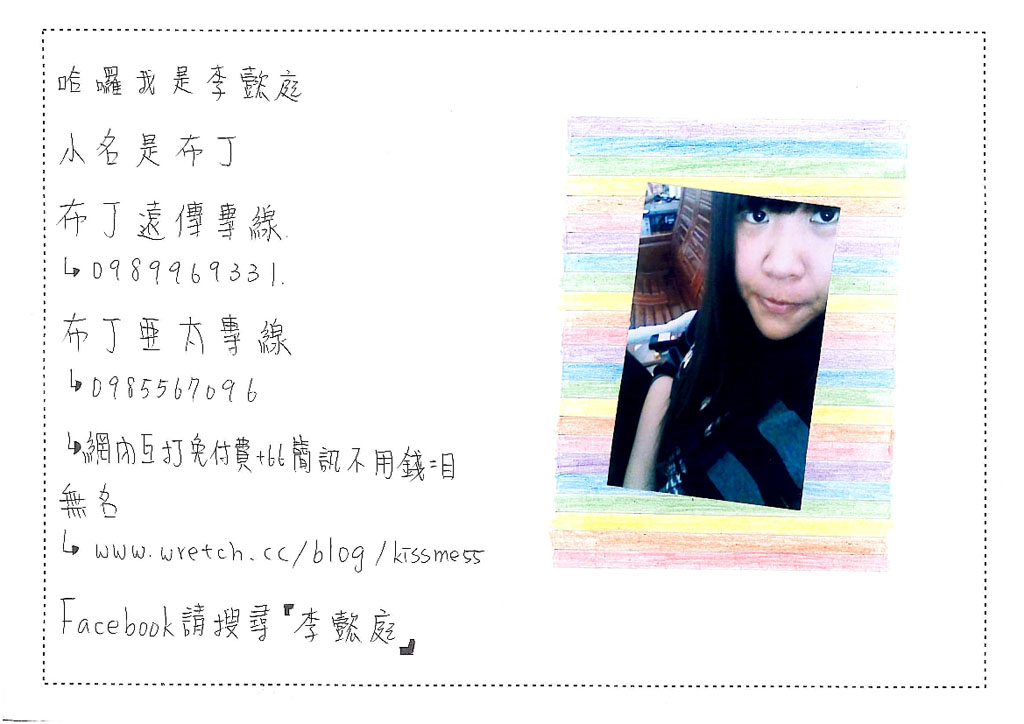 哈囉我是李懿庭
小名是布丁
布丁遠傳專線.
↳0989969331.
布丁亞太專線
↳0985567096
↳網內互打免付費+66簡訊不用錢=目
無名
↳ www.wretch.cc/blog/kissme55
Facebook請搜尋『李懿庭』